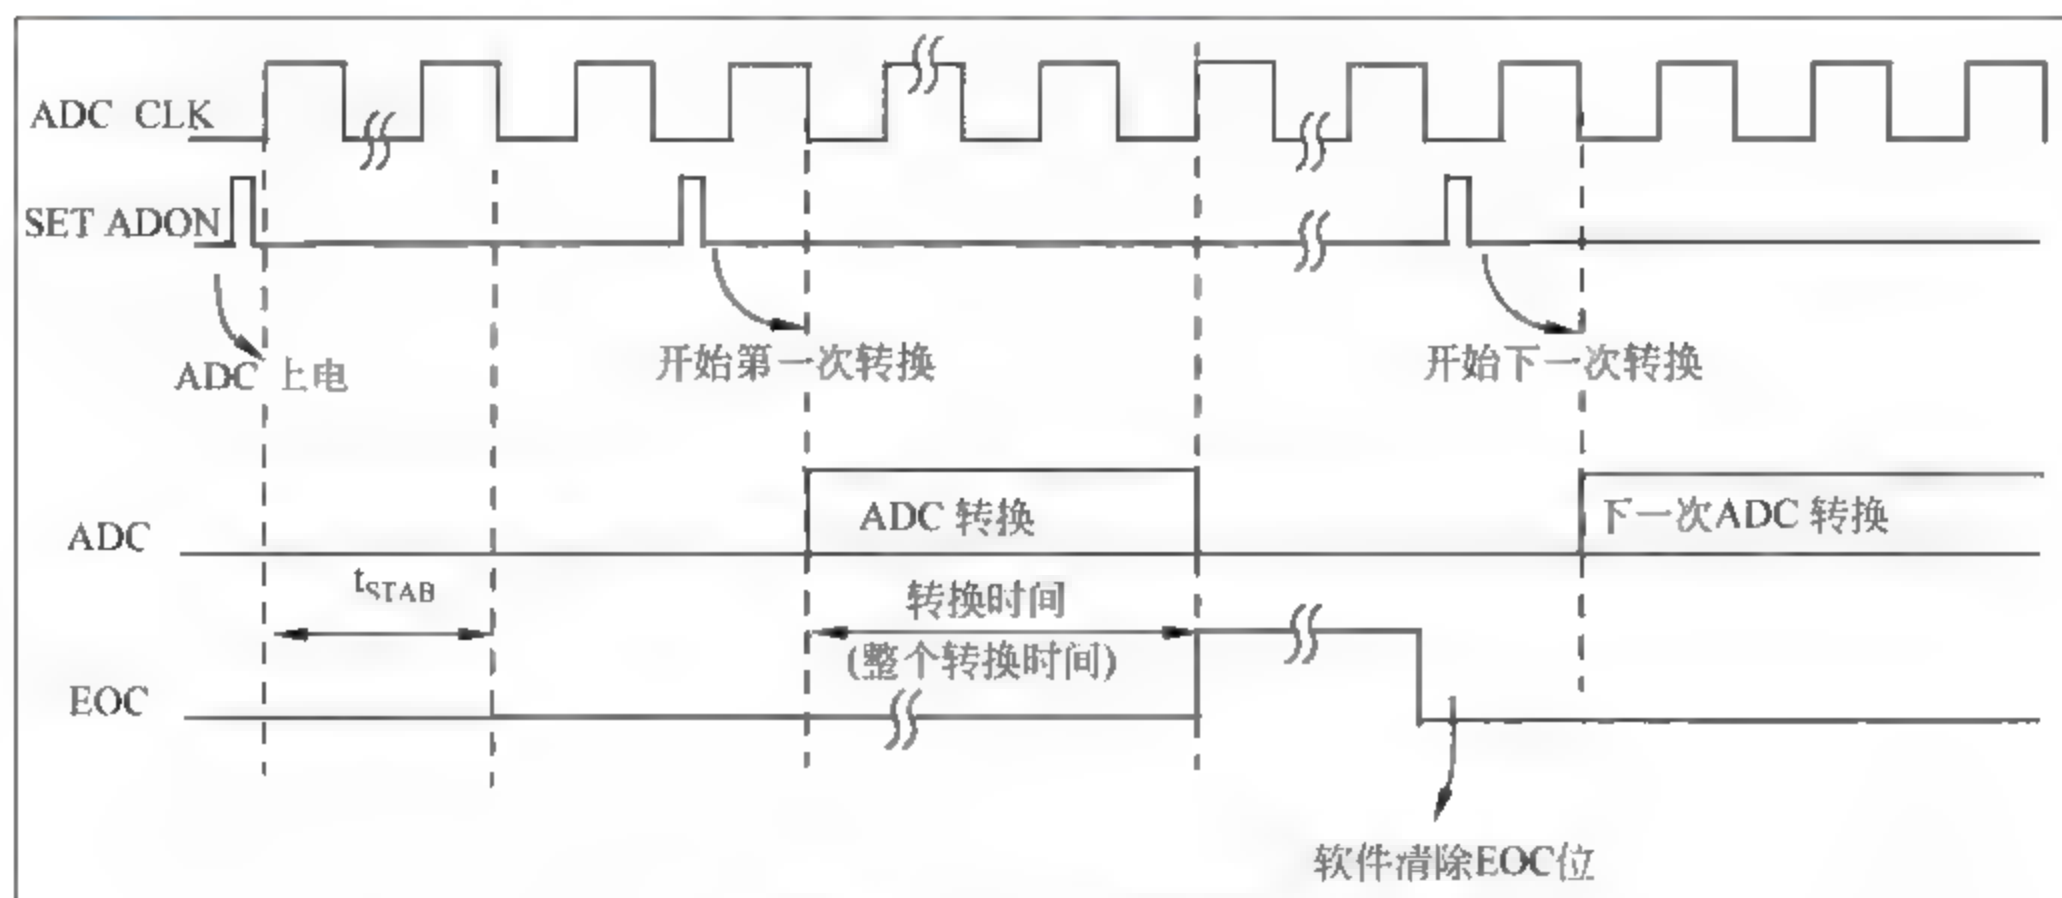 ADC CLK
SET ADON
ADC 上电
开始第一次转换
开始下一次转换
ADC
ADC 转换
下一次ADC 转换
tSTAB
转换时间
(整个转换时间)
EOC
软件清除EOC位